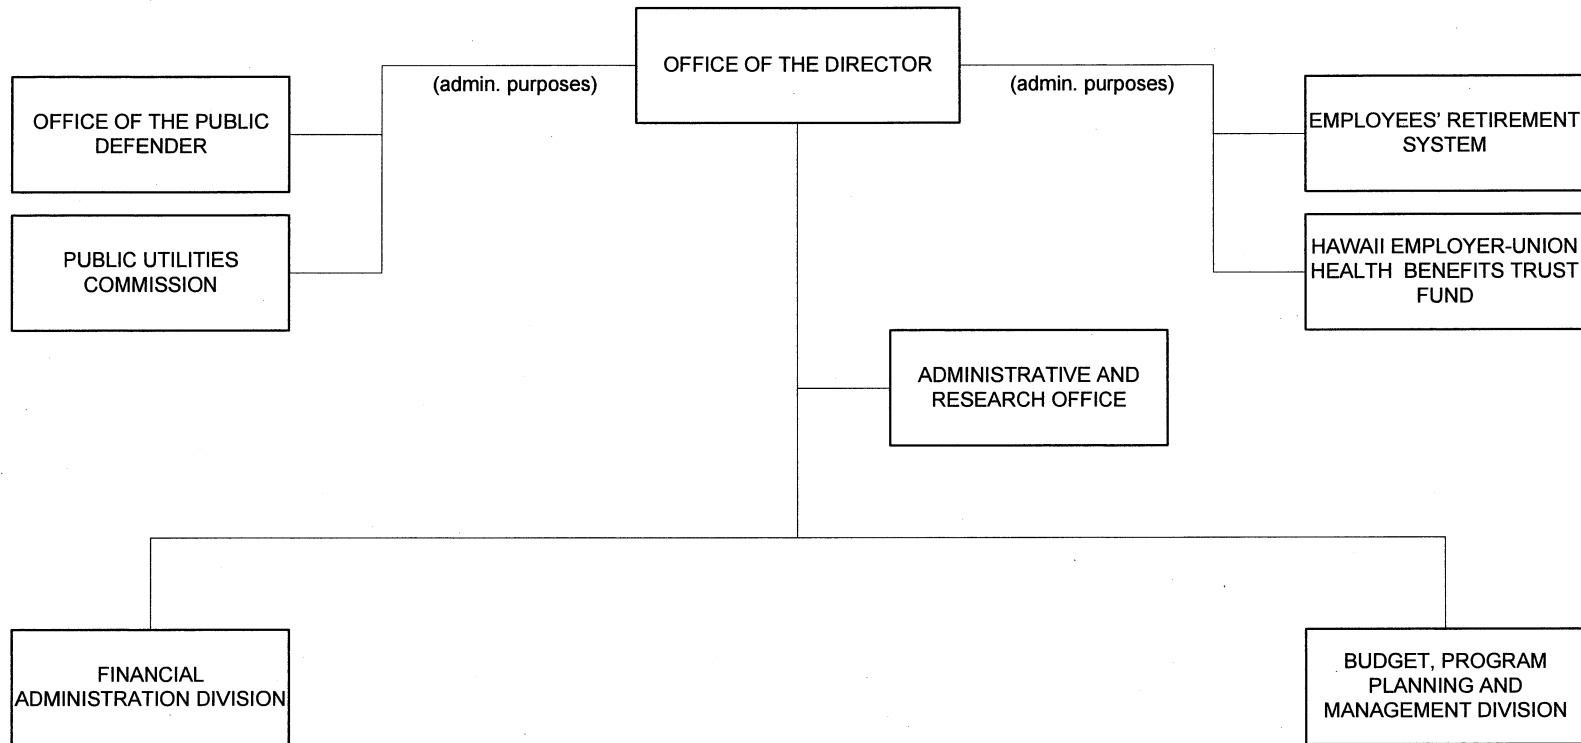 OFFICE OF THE DIRECTOR
(admin. purposes)
(admin. purposes)
OFFICE OF THE PUBLIC
DEFENDER
EMPLOYEES' RETIREMENT
SYSTEM
PUBLIC UTILITIES
COMMISSION
HAWAII EMPLOYER-UNION
HEALTH BENEFITS TRUST
FUND
ADMINISTRATIVE AND
RESEARCH OFFICE
FINANCIAL
ADMINISTRATION DIVISION
BUDGET, PROGRAM
PLANNING AND
MANAGEMENT DIVISION